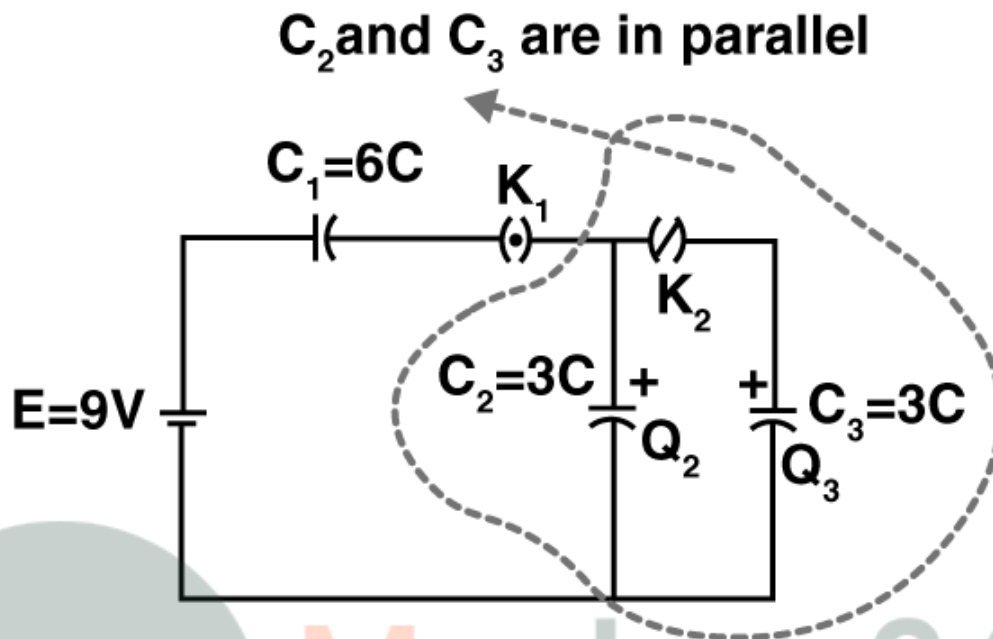 C₂and C₃ are in parallel
C₁=6C
K₁
K₂
C₂=3C
+
+
E=9V
C₃=3C
Q₂
Q₃